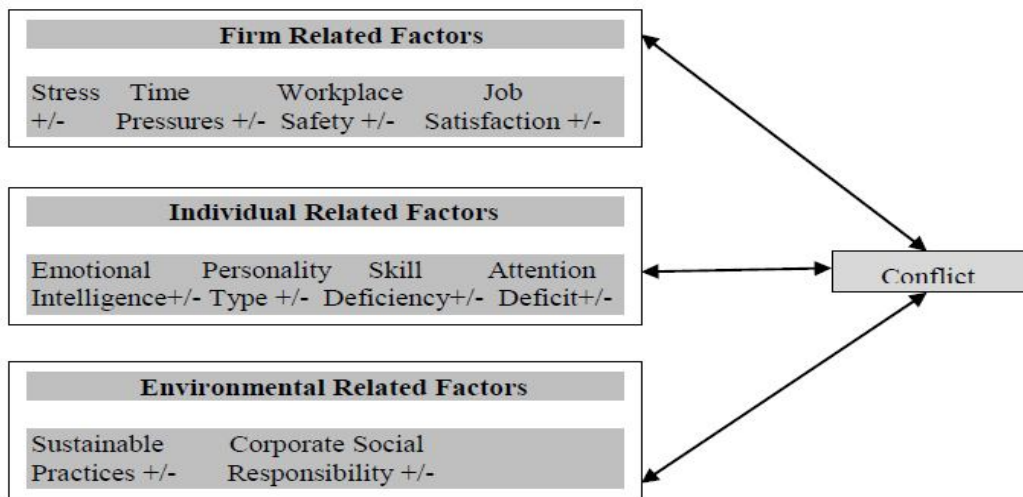 Firm Related Factors
Stress Time Workplace Job
+/- Pressures +/- Safety +/- Satisfaction +/-
Individual Related Factors
Emotional Personality Skill Attention
Intelligence+/- Type +/- Deficiency+/- Deficit+/-
Conflict
Environmental Related Factors
Sustainable Corporate Social
Practices +/- Responsibility +/-